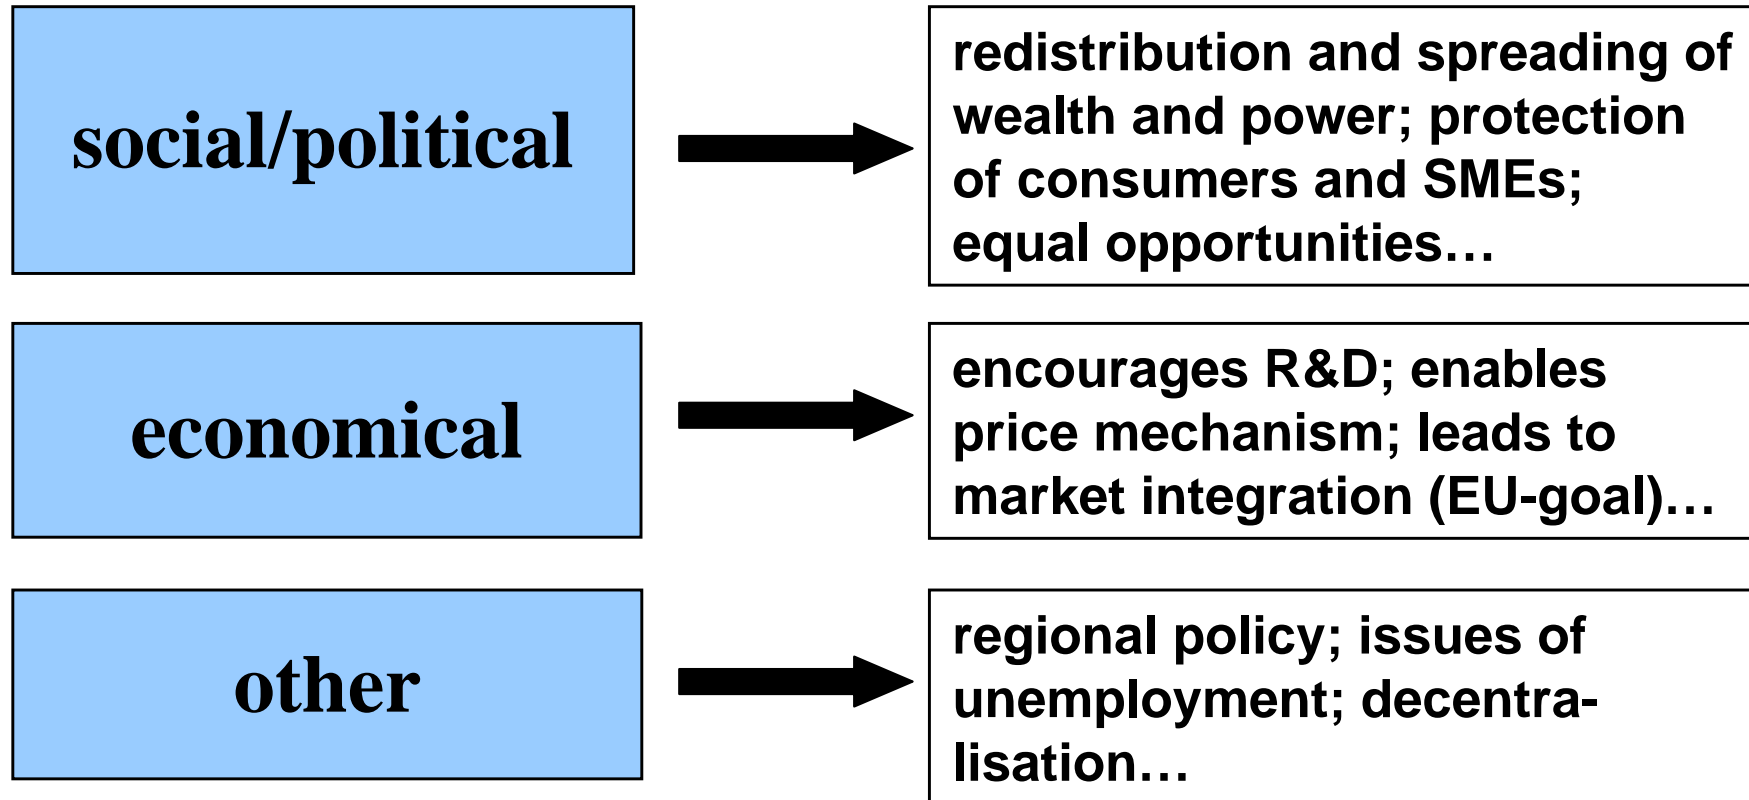 social/political
redistribution and spreading of
wealth and power; protection
of consumers and SMEs;
equal opportunities…
economical
encourages R&D; enables
price mechanism; leads to
market integration (EU-goal)…
other
regional policy; issues of
unemployment; decentra-
lisation…